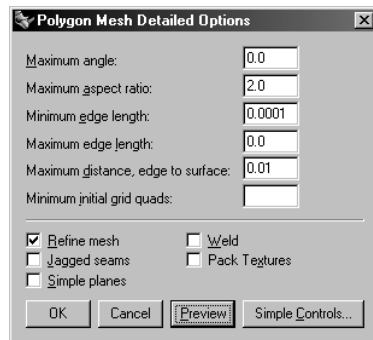 Polygon Mesh Detailed Options
Maximum angle: 0.0
Maximum aspect ratio: 2.0
Minimum edge length: 0.0001
Maximum edge length: 0.0
Maximum distance, edge to surface: 0.01
Minimum initial grid quads:
Refine mesh Weld
Jagged seams Pack Textures
Simple planes
OK Cancel Preview Simple Controls...